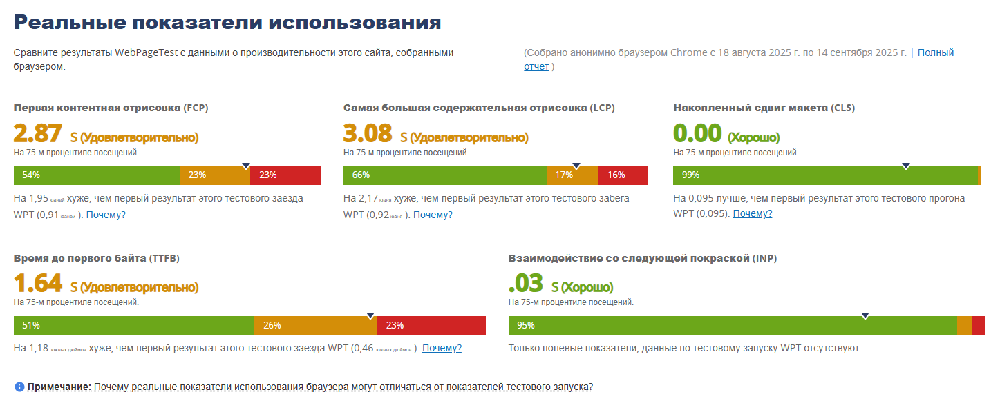 Реальные показатели использования
Сравните результаты WebPageTest с данными о производительности этого сайта, собранными
браузером.
(Собрано анонимно браузером Chrome с 18 августа 2025 г. по 14 сентября 2025 г. | Полный
отчет )
Первая контентная отрисовка (FCP)
2.87 S (Удовлетворительно)
На 75-м процентиле посещений.
54% 23% 23%
На 1,95 юаней хуже, чем первый результат этого тестового заезда
WPT (0,91 юаней ). Почему?
Самая большая содержательная отрисовка (LCP)
3.08 S (Удовлетворительно)
На 75-м процентиле посещений.
66% 17% 16%
На 2,17 юаня хуже, чем первый результат этого тестового забега
WPT (0,92 юаня ). Почему?
Накопленный сдвиг макета (CLS)
0.00 (Хорошо)
На 75-м процентиле посещений.
99%
На 0,095 лучше, чем первый результат этого тестового прогона
WPT (0,095). Почему?
Время до первого байта (TTFB)
1.64 S (Удовлетворительно)
На 75-м процентиле посещений.
51% 26% 23%
На 1,18 южных дюймов хуже, чем первый результат этого тестового заезда WPT (0,46 южных дюймов ). Почему?
Взаимодействие со следующей покраской (INP)
.03 S (Хорошо)
На 75-м процентиле посещений.
95%
Только полевые показатели, данные по тестовому запуску WPT отсутствуют.
Примечание: Почему реальные показатели использования браузера могут отличаться от показателей тестового запуска?